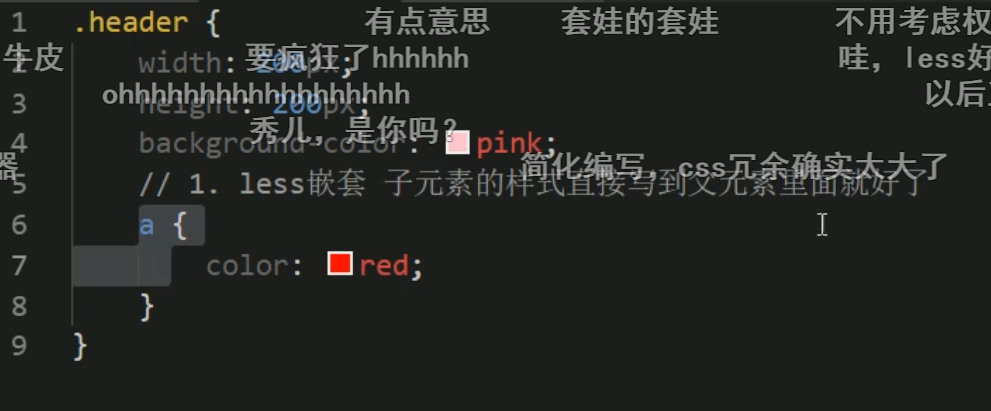 有点意思 套娃的套娃 不用考虑权
1 .header {
牛皮 要疯狂了hhhhhh 哇，less好
2 width: 200px;
ohhhhhhhhhhhhhhhhhh 以后
3 height: 200px;
秀儿，是你吗？
4 background-color: pink;
器 简化编写，css冗余确实太大了
5 // 1. less嵌套 子元素的样式直接写到父元素里面就好了
6 a {
7 color: red;
8 }
9 }